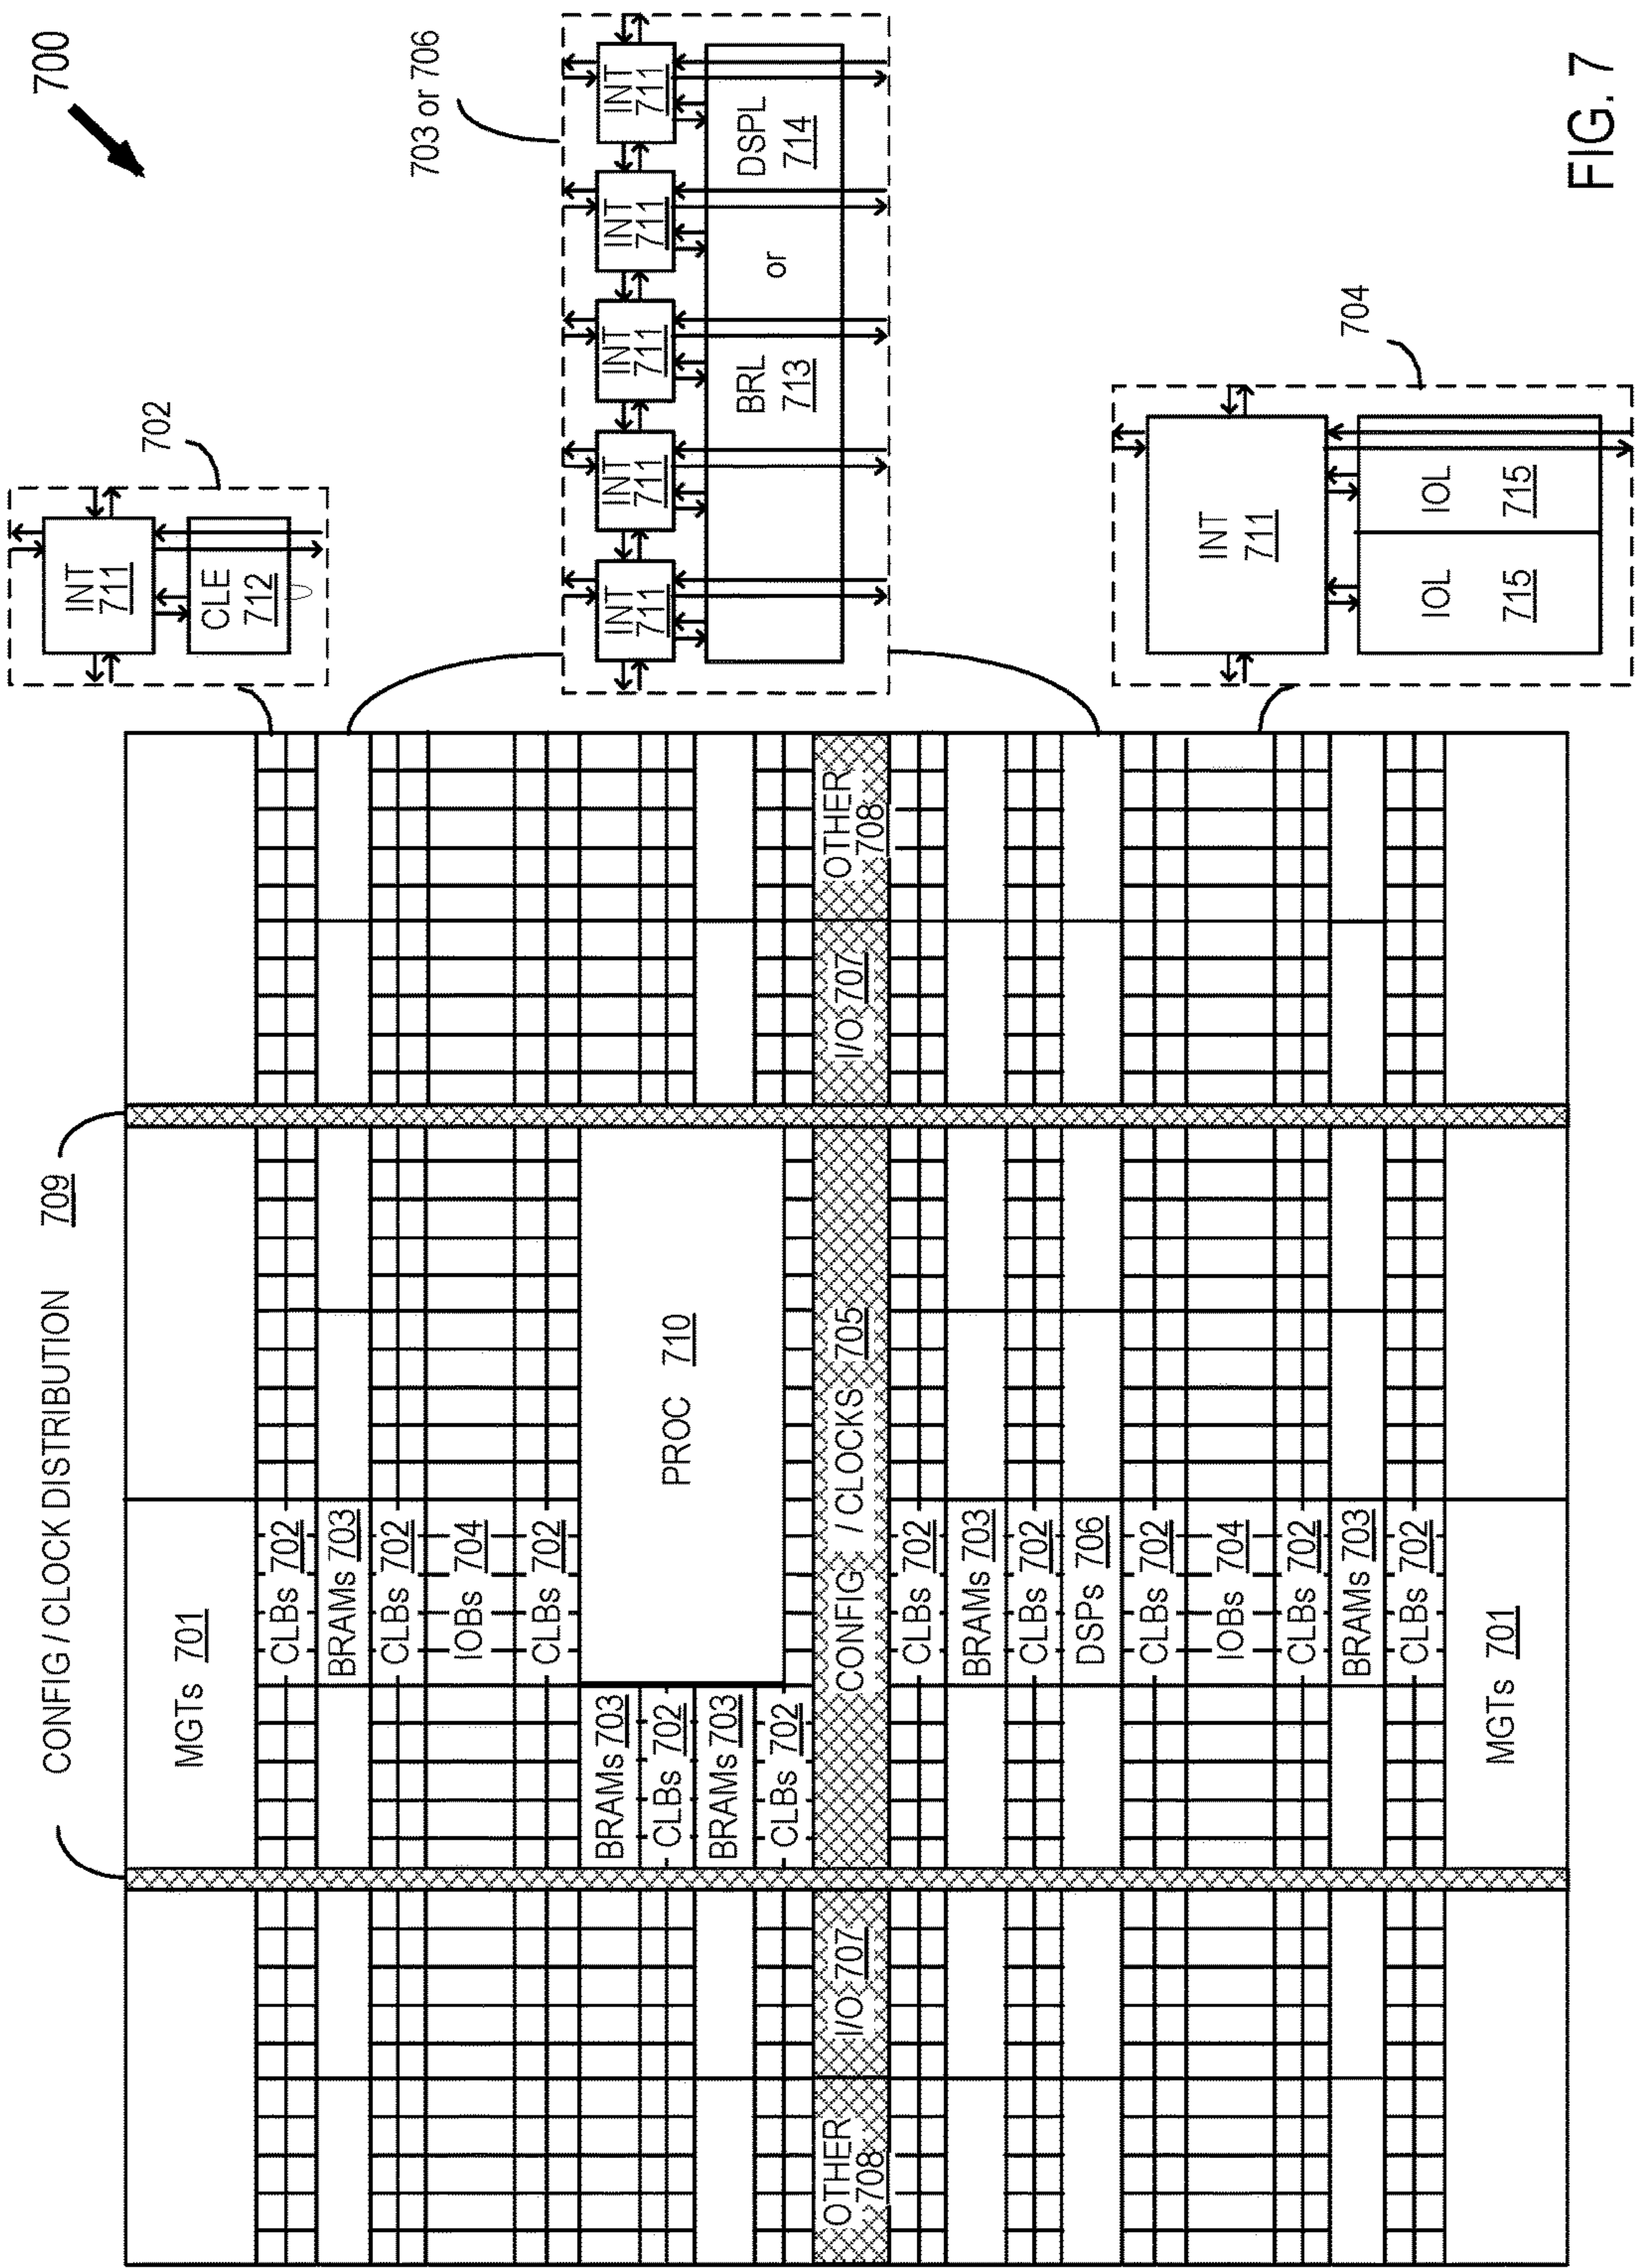 700
CONFIG / CLOCK DISTRIBUTION 709
MGTs 701
CLBs 702
BRAMs 703
CLBs 702
IOBs 704
CLBs 702
PROC 710
BRAMs 703
CLBs 702
BRAMs 703
CLBs 702
OTHER 708
I/O 707
CONFIG / CLOCKS 705
I/O 707
OTHER 708
CLBs 702
BRAMs 703
CLBs 702
DSPs 706
CLBs 702
IOBs 704
CLBs 702
BRAMs 703
CLBs 702
MGTs 701
702
INT
711
CLE
712
703 or 706
INT
711
INT
711
INT
711
INT
711
INT
711
BRL
713
or
DSPL
714
704
INT
711
IOL
715
IOL
715
FIG. 7